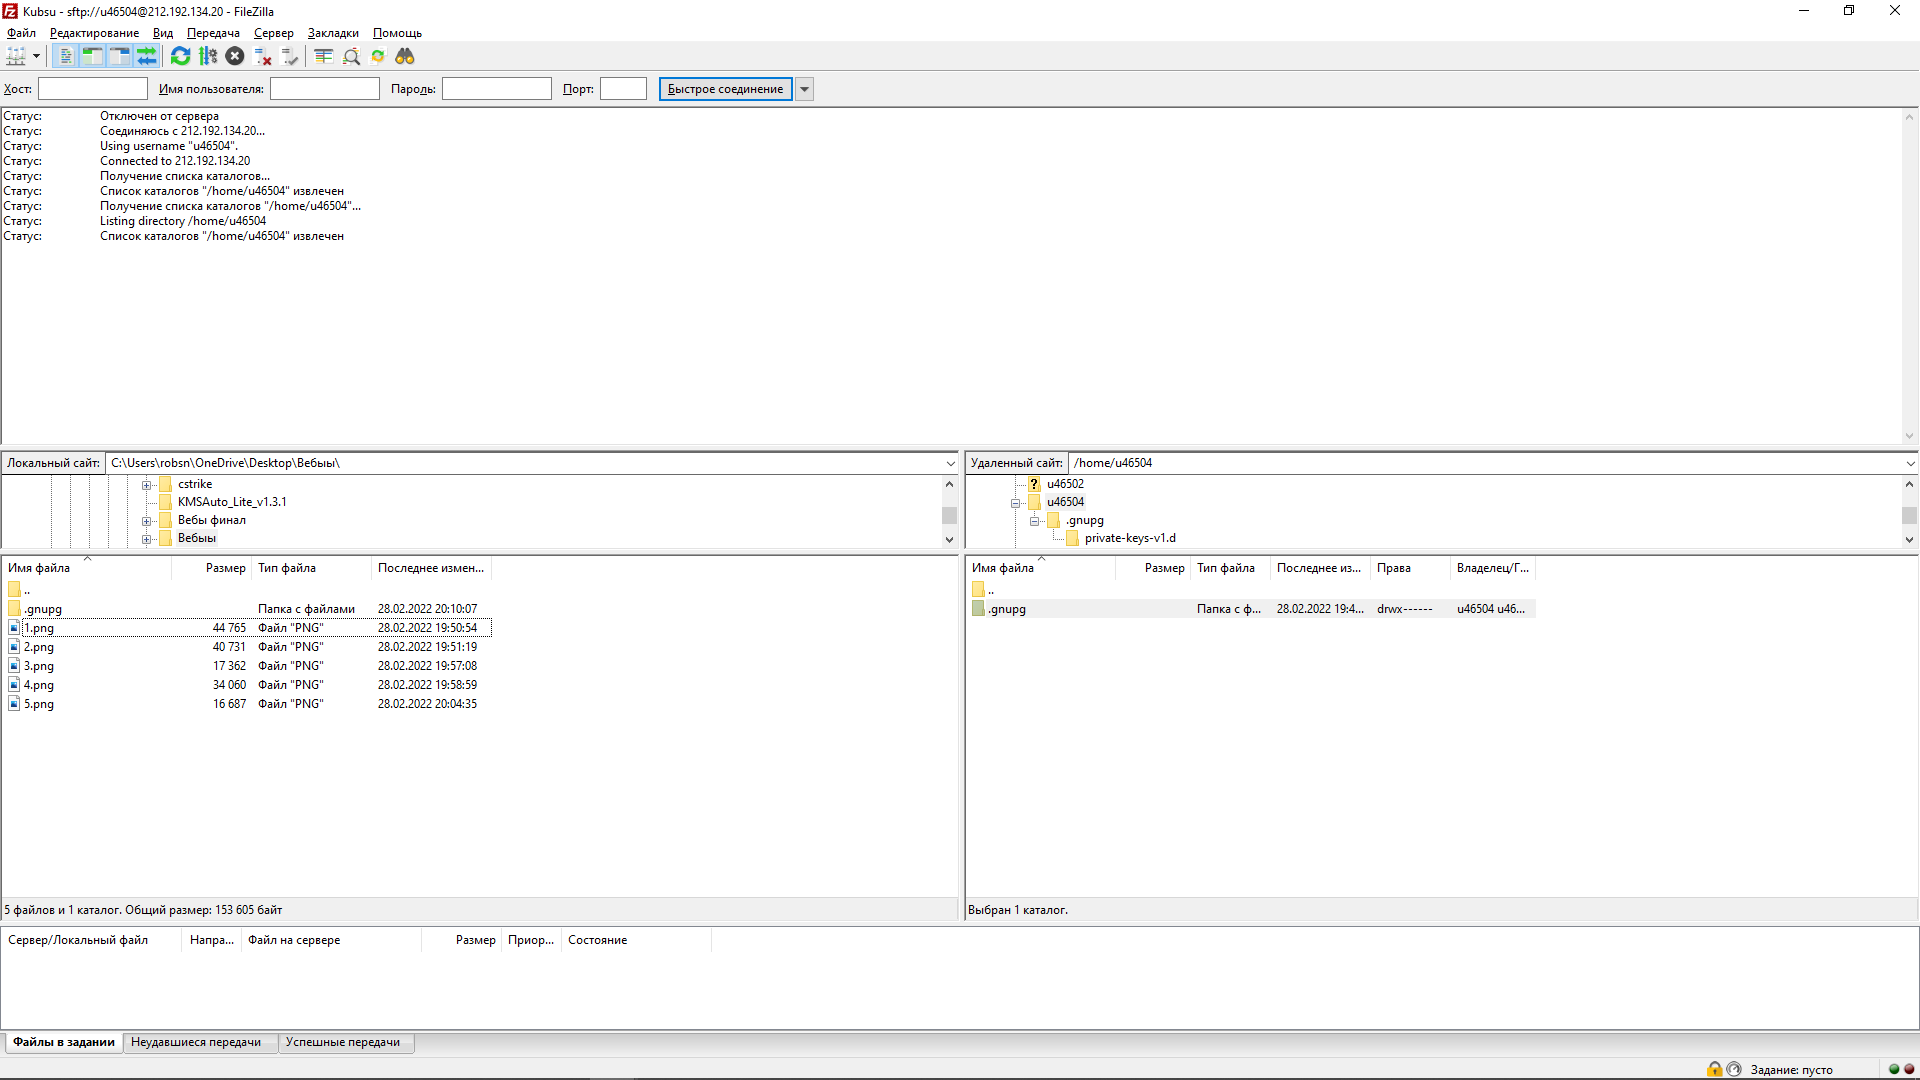 Kubsu - sftp://u46504@212.192.134.20 - FileZilla
Файл Редактирование Вид Передача Сервер Закладки Помощь
Хост: Имя пользователя: Пароль: Порт: Быстрое соединение
Статус: Отключен от сервера
Статус: Соединяюсь с 212.192.134.20...
Статус: Using username "u46504".
Статус: Connected to 212.192.134.20
Статус: Получение списка каталогов...
Статус: Список каталогов "/home/u46504" извлечен
Статус: Получение списка каталогов "/home/u46504"...
Статус: Listing directory /home/u46504
Статус: Список каталогов "/home/u46504" извлечен
Локальный сайт: C:\Users\robsn\OneDrive\Desktop\Вебыы\
cstrike
KMSAuto_Lite_v1.3.1
Вебы финал
Вебыы
Имя файла Размер Тип файла Последнее измен...
..
.gnupg Папка с файлами 28.02.2022 20:10:07
1.png 44 765 Файл "PNG" 28.02.2022 19:50:54
2.png 40 731 Файл "PNG" 28.02.2022 19:51:19
3.png 17 362 Файл "PNG" 28.02.2022 19:57:08
4.png 34 060 Файл "PNG" 28.02.2022 19:58:59
5.png 16 687 Файл "PNG" 28.02.2022 20:04:35
5 файлов и 1 каталог. Общий размер: 153 605 байт
Удаленный сайт: /home/u46504
? u46502
u46504
.gnupg
private-keys-v1.d
Имя файла Размер Тип файла Последнее из... Права Владелец/Г...
..
.gnupg Папка с ф... 28.02.2022 19:4... drwx------ u46504 u46...
Выбран 1 каталог.
Сервер/Локальный файл Напра... Файл на сервере Размер Приор... Состояние
Файлы в задании Неудавшиеся передачи Успешные передачи
Задание: пусто